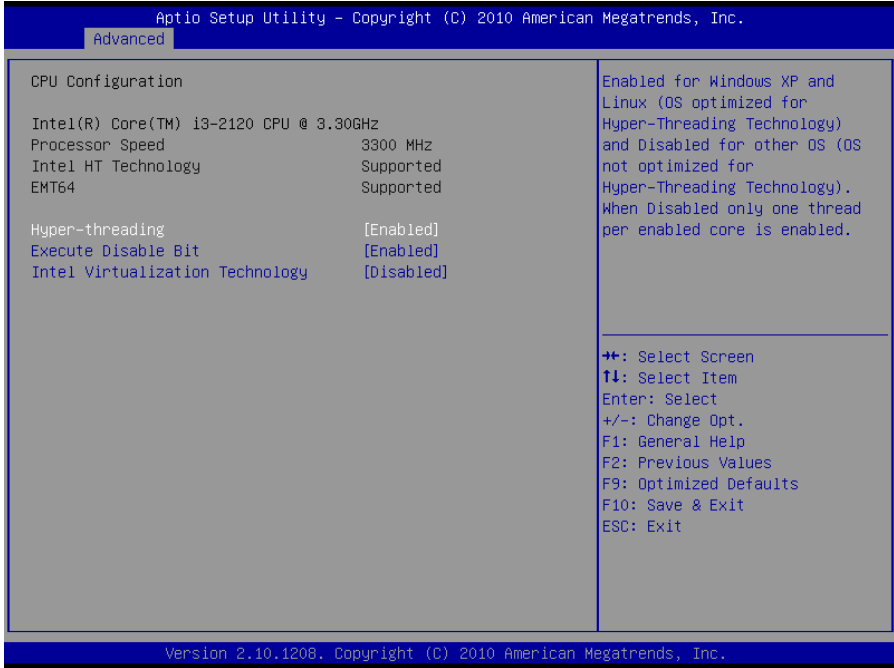 Aptio Setup Utility - Copyright (C) 2010 American Megatrends, Inc.
Advanced
CPU Configuration
Intel(R) Core(TM) i3-2120 CPU @ 3.30GHz
Processor Speed 3300 MHz
Intel HT Technology Supported
EMT64 Supported
Hyper-threading [Enabled]
Execute Disable Bit [Enabled]
Intel Virtualization Technology [Disabled]
Enabled for Windows XP and
Linux (OS optimized for
Hyper-Threading Technology)
and Disabled for other OS (OS
not optimized for
Hyper-Threading Technology).
When Disabled only one thread
per enabled core is enabled.
→←: Select Screen
↑↓: Select Item
Enter: Select
+/-: Change Opt.
F1: General Help
F2: Previous Values
F9: Optimized Defaults
F10: Save & Exit
ESC: Exit
Version 2.10.1208. Copyright (C) 2010 American Megatrends, Inc.